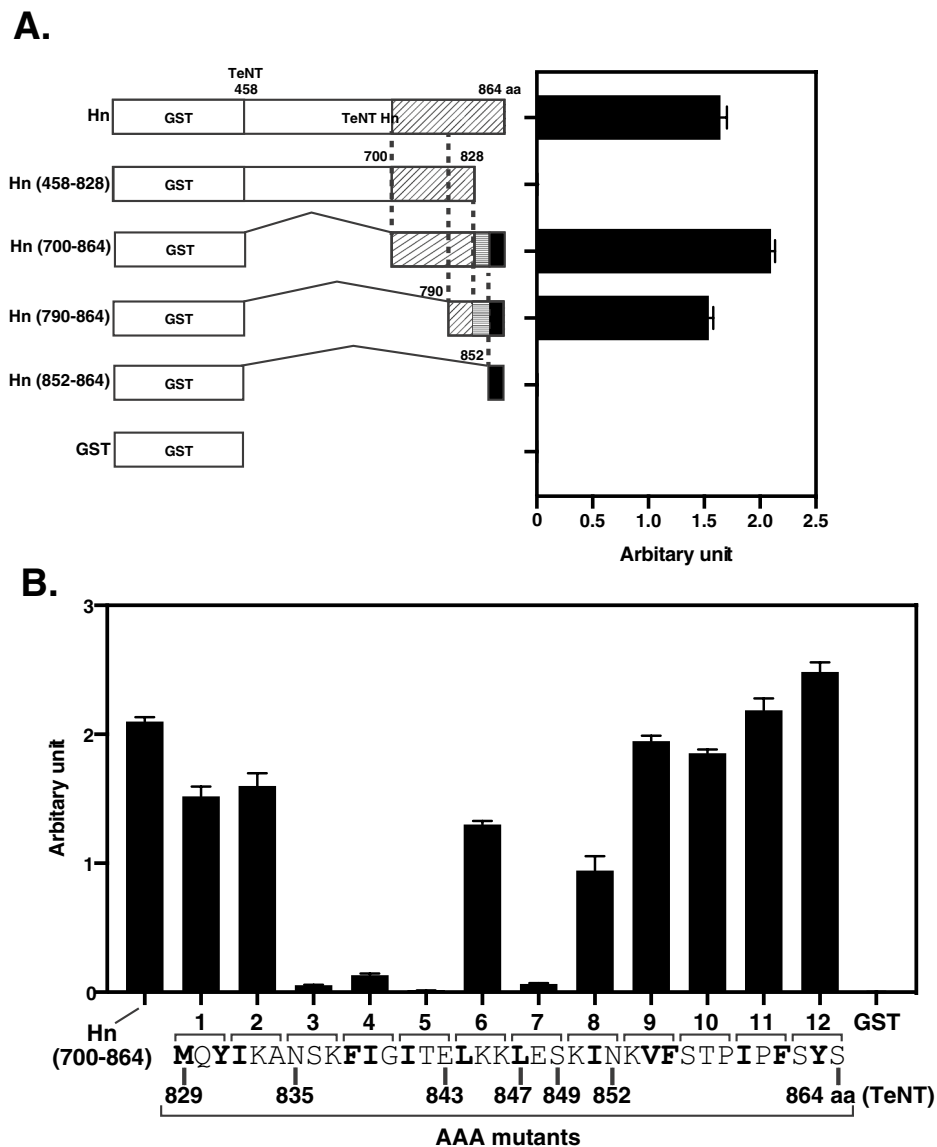 A.
TeNT
458
864 aa
Hn
GST
TeNT Hn
700
828
Hn (458-828)
GST
Hn (700-864)
GST
790
Hn (790-864)
GST
852
Hn (852-864)
GST
GST
GST
0 0.5 1.0 1.5 2.0 2.5
Arbitary unit
B.
3
2
1
0
Arbitary unit
Hn
(700-864)
1 2 3 4 5 6 7 8 9 10 11 12 GST
MQYIKANSKFIGITELKKLESKINKVFSTPIPFSYS
829 835 843 847 849 852 864 aa (TeNT)
AAA mutants